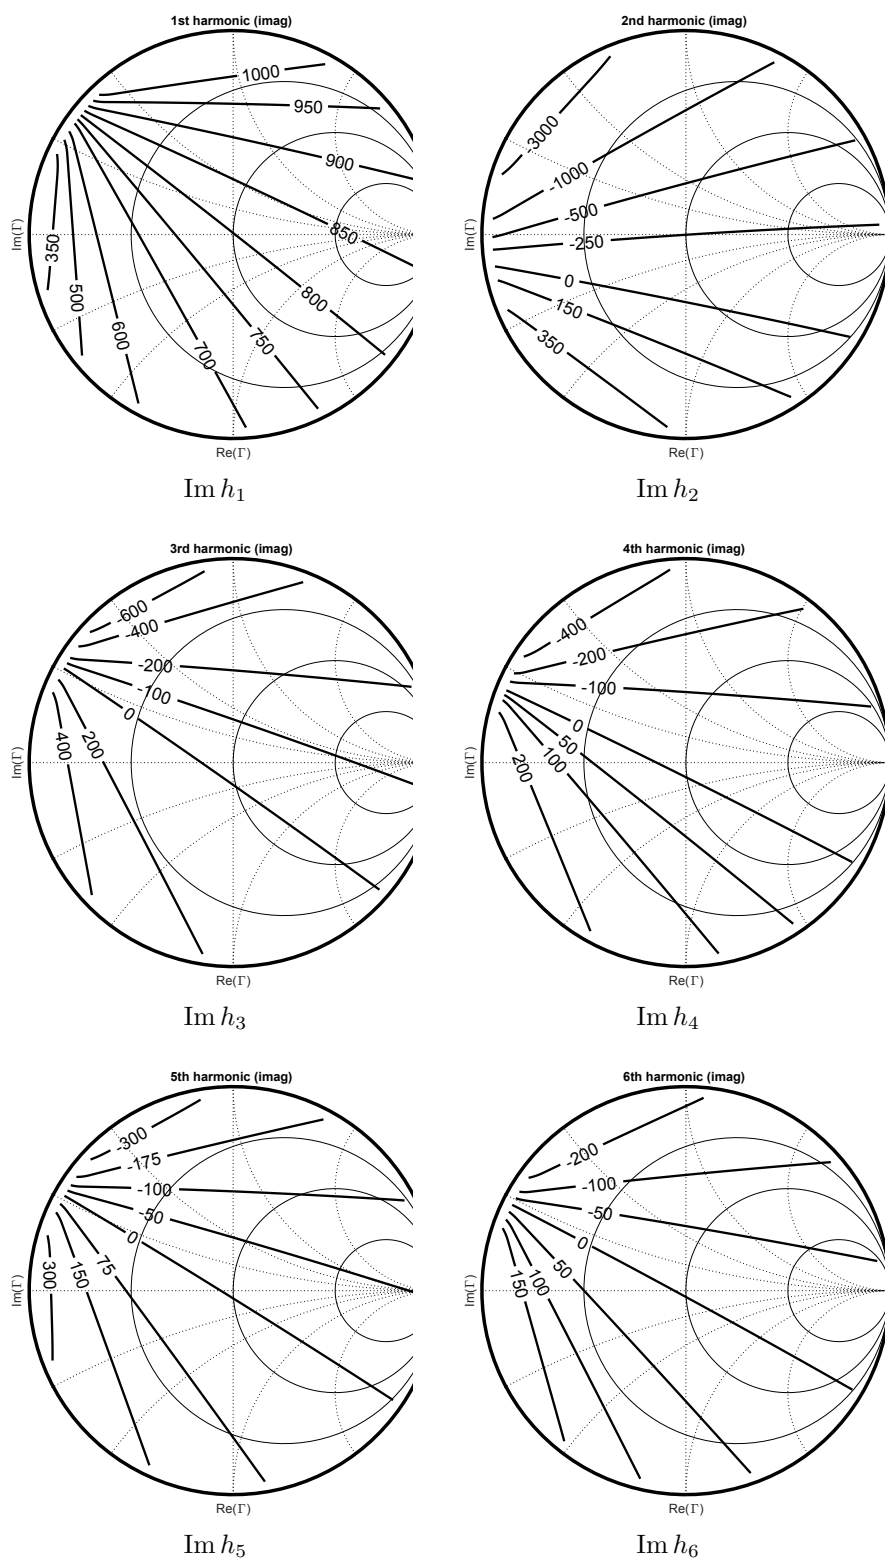 1st harmonic (imag)
1000
950
900
850
800
750
700
600
500
350
Im(Γ)
Re(Γ)
Im h1
2nd harmonic (imag)
-3000
-1000
-500
-250
0
150
350
Im(Γ)
Re(Γ)
Im h2
3rd harmonic (imag)
-600
-400
-200
-100
0
200
400
Im(Γ)
Re(Γ)
Im h3
4th harmonic (imag)
-400
-200
-100
0
50
100
200
Im(Γ)
Re(Γ)
Im h4
5th harmonic (imag)
-300
-175
-100
-50
0
75
150
300
Im(Γ)
Re(Γ)
Im h5
6th harmonic (imag)
-200
-100
-50
0
50
100
150
Im(Γ)
Re(Γ)
Im h6